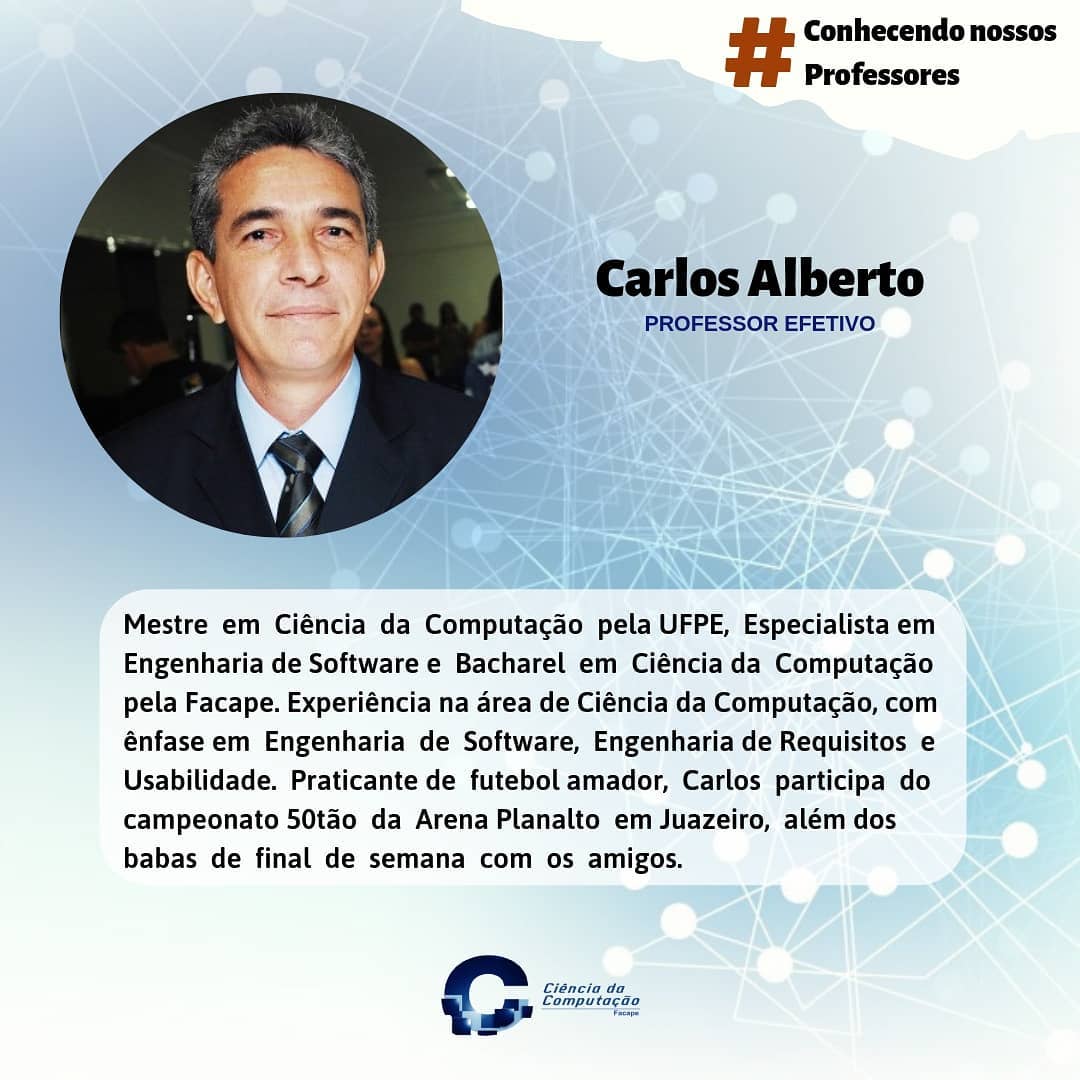 # Conhecendo nossos
Professores
Carlos Alberto
PROFESSOR EFETIVO
Mestre em Ciência da Computação pela UFPE, Especialista em
Engenharia de Software e Bacharel em Ciência da Computação
pela Facape. Experiência na área de Ciência da Computação, com
ênfase em Engenharia de Software, Engenharia de Requisitos e
Usabilidade. Praticante de futebol amador, Carlos participa do
campeonato 50tão da Arena Planalto em Juazeiro, além dos
babas de final de semana com os amigos.
C Ciência da
Computação
Facape